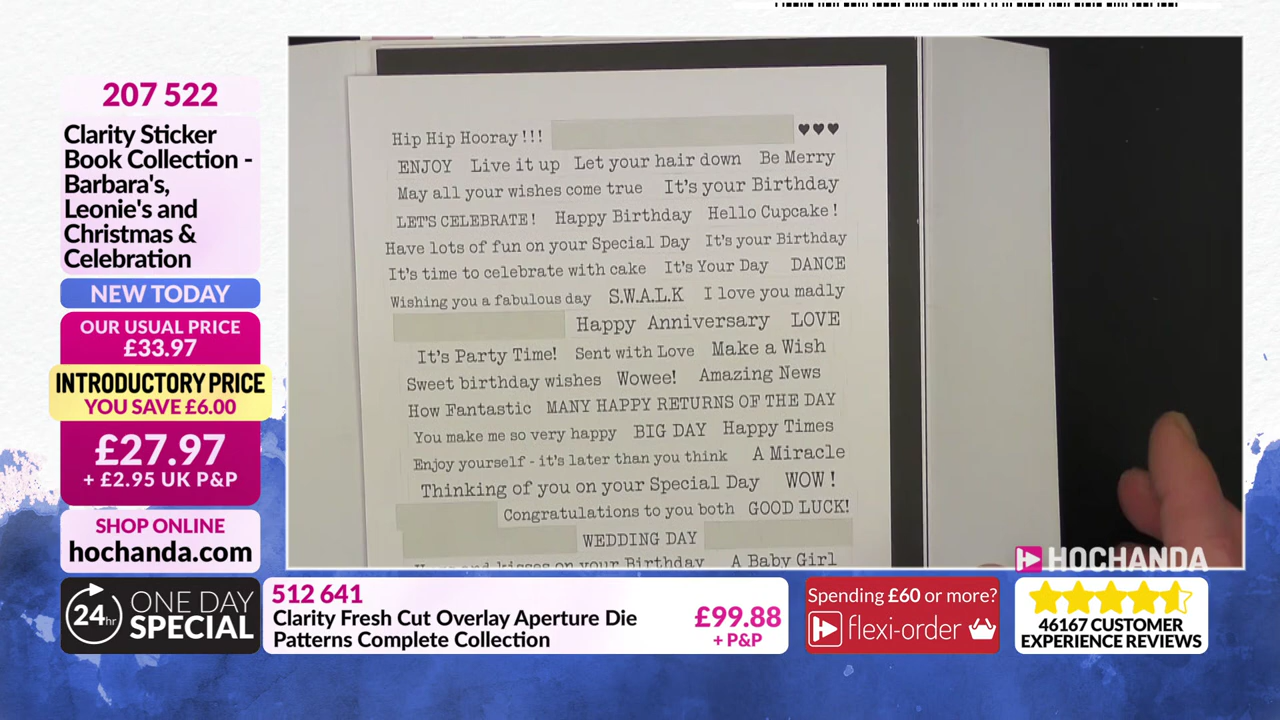 207 522
Clarity Sticker
Book Collection -
Barbara's,
Leonie's and
Christmas &
Celebration
NEW TODAY
OUR USUAL PRICE
£33.97
INTRODUCTORY PRICE
YOU SAVE £6.00
£27.97
+ £2.95 UK P&P
SHOP ONLINE
hochanda.com
Hip Hip Hooray !!! ♥♥♥
ENJOY Live it up Let your hair down Be Merry
May all your wishes come true It's your Birthday
LET'S CELEBRATE! Happy Birthday Hello Cupcake!
Have lots of fun on your Special Day It's your Birthday
It's time to celebrate with cake It's Your Day DANCE
Wishing you a fabulous day S.W.A.L.K I love you madly
Happy Anniversary LOVE
It's Party Time! Sent with Love Make a Wish
Sweet birthday wishes Wowee! Amazing News
How Fantastic MANY HAPPY RETURNS OF THE DAY
You make me so very happy BIG DAY Happy Times
Enjoy yourself - it's later than you think A Miracle
Thinking of you on your Special Day WOW !
Congratulations to you both GOOD LUCK!
WEDDING DAY
and kisses on your Birthday A Baby Girl
HOCHANDA
24hr ONE DAY
SPECIAL
512 641
Clarity Fresh Cut Overlay Aperture Die
Patterns Complete Collection
£99.88
+ P&P
Spending £60 or more?
flexi-order
46167 CUSTOMER
EXPERIENCE REVIEWS